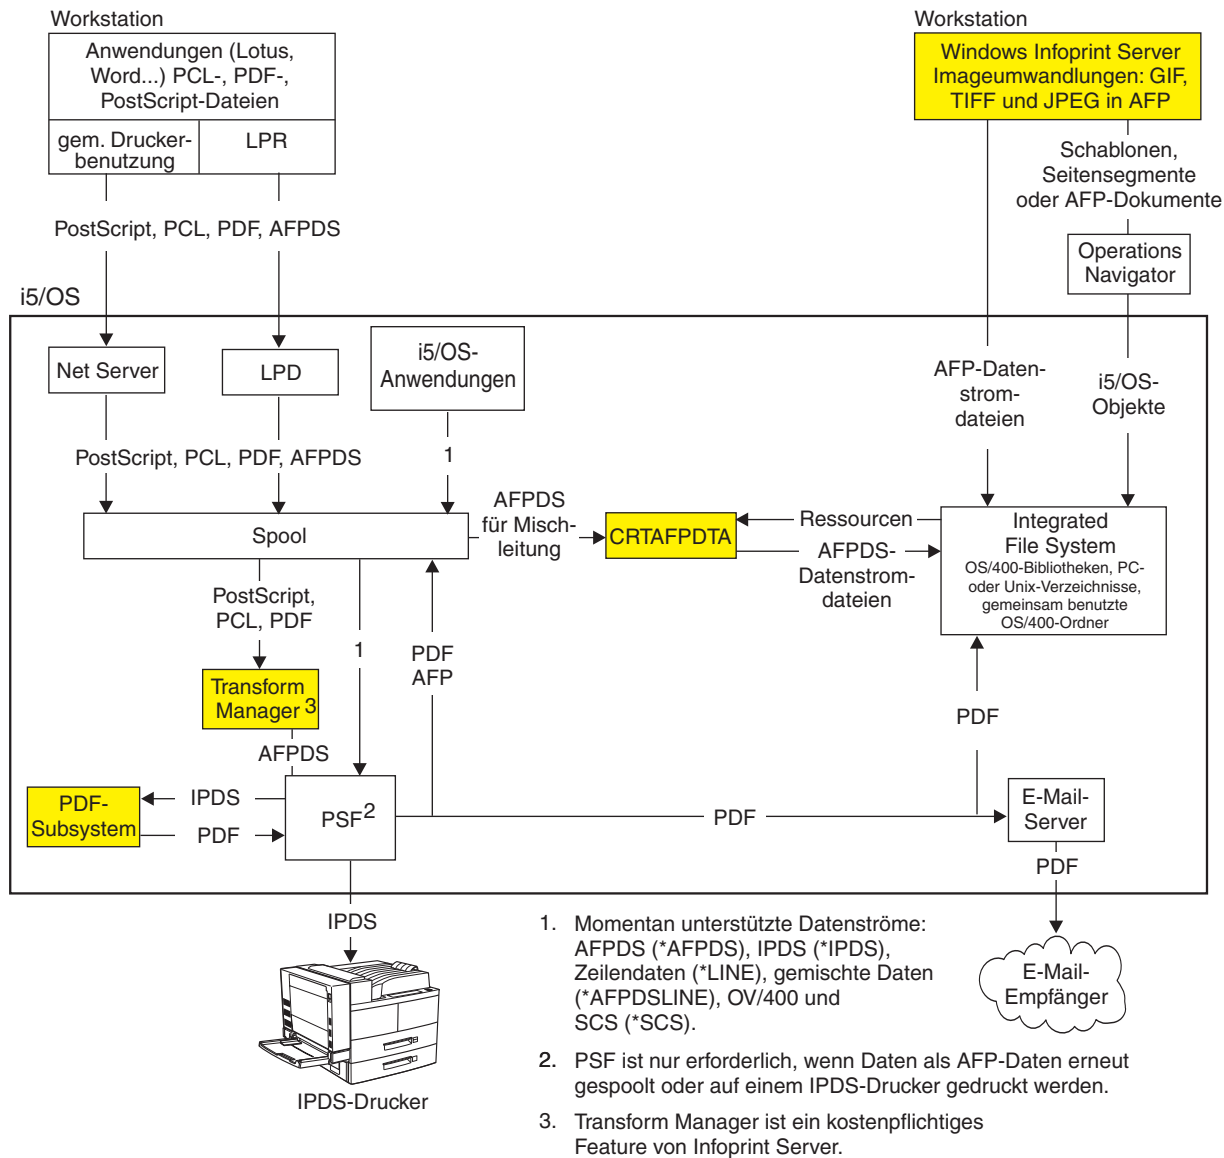 Workstation
Anwendungen (Lotus,
Word...) PCL-, PDF-,
PostScript-Dateien
gem. Drucker-
benutzung
LPR
PostScript, PCL, PDF, AFPDS
Workstation
Windows Infoprint Server
Imageumwandlungen: GIF,
TIFF und JPEG in AFP
Schablonen,
Seitensegmente
oder AFP-Dokumente
Operations
Navigator
i5/OS
Net Server
LPD
i5/OS-
Anwendungen
AFP-Daten-
strom-
dateien
i5/OS-
Objekte
PostScript, PCL, PDF, AFPDS
1
Spool
AFPDS
für Misch-
leitung
CRTAFPDTA
Ressourcen
AFPDS-
Datenstrom-
dateien
Integrated
File System
OS/400-Bibliotheken, PC-
oder Unix-Verzeichnisse,
gemeinsam benutzte
OS/400-Ordner
PostScript,
PCL, PDF
1
PDF
AFP
Transform
Manager 3
AFPDS
PDF
PDF-
Subsystem
IPDS
PDF
PSF2
PDF
E-Mail-
Server
PDF
IPDS
IPDS-Drucker
E-Mail-
Empfänger
1. Momentan unterstützte Datenströme:
AFPDS (*AFPDS), IPDS (*IPDS),
Zeilendaten (*LINE), gemischte Daten
(*AFPDSLINE), OV/400 und
SCS (*SCS).
2. PSF ist nur erforderlich, wenn Daten als AFP-Daten erneut
gespoolt oder auf einem IPDS-Drucker gedruckt werden.
3. Transform Manager ist ein kostenpflichtiges
Feature von Infoprint Server.